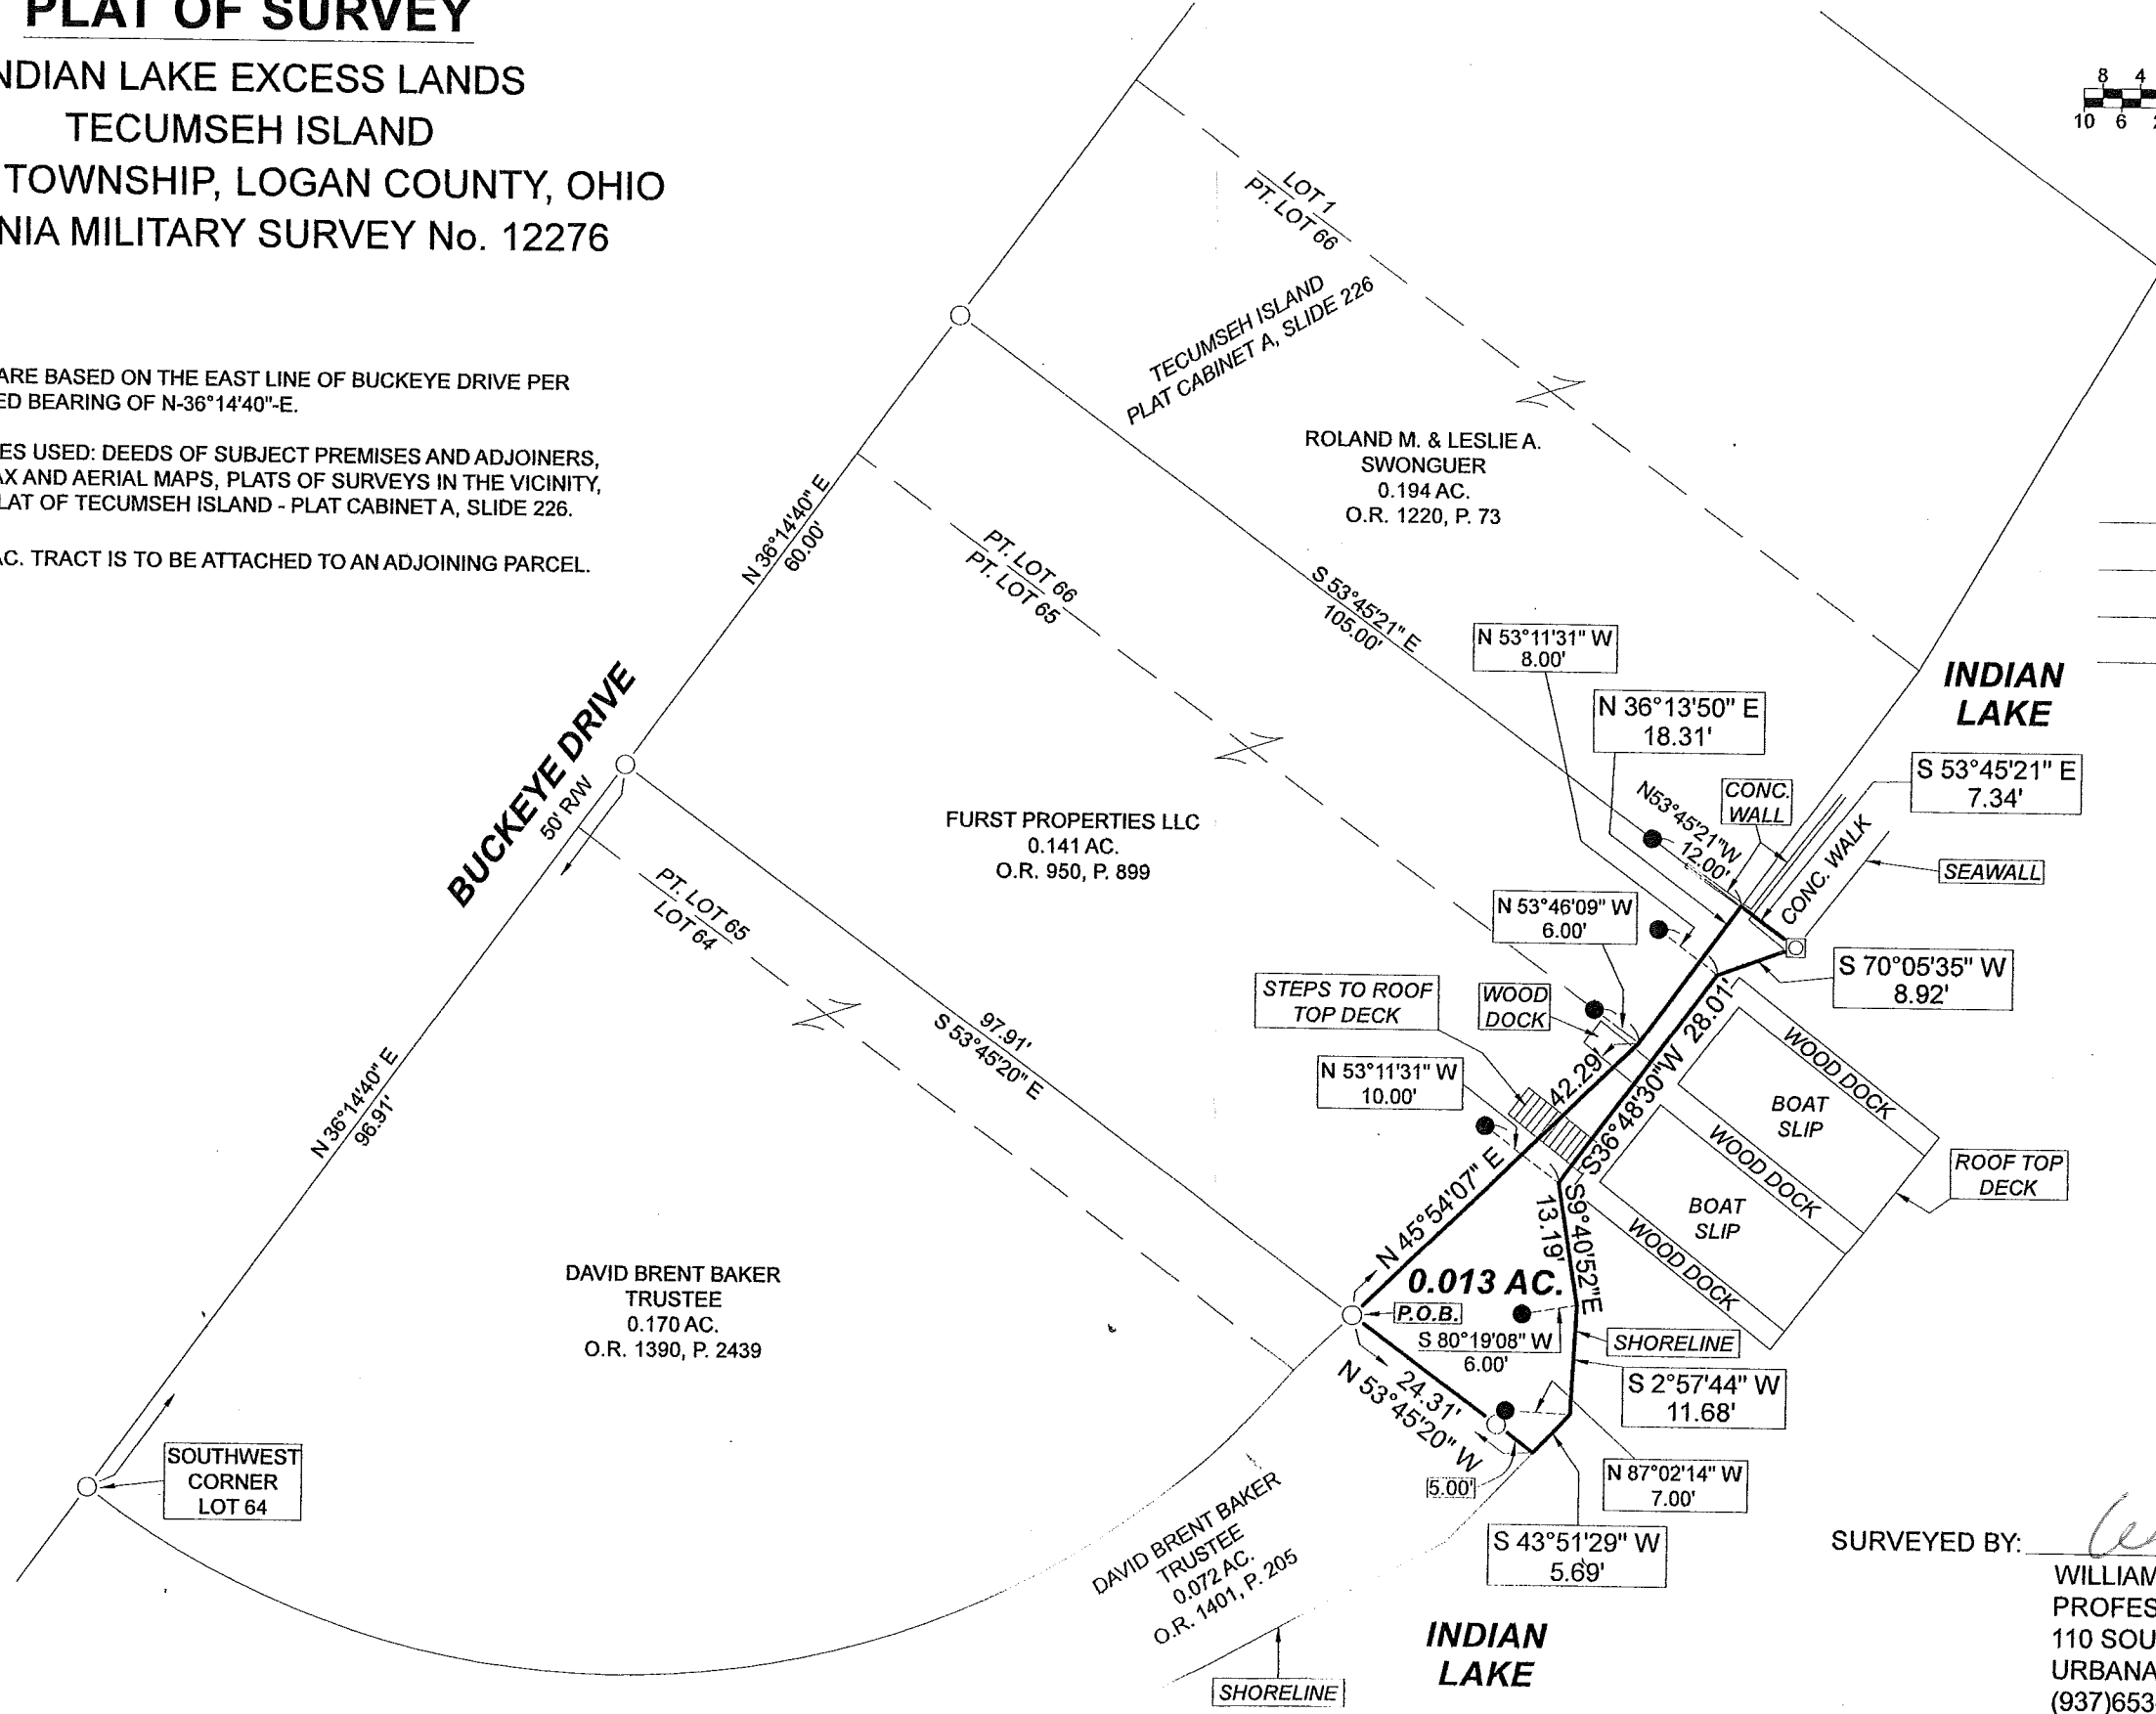 PLAT OF SURVEY
NDIAN LAKE EXCESS LANDS
TECUMSEH ISLAND
TOWNSHIP, LOGAN COUNTY, OHIO
NIA MILITARY SURVEY No. 12276
ARE BASED ON THE EAST LINE OF BUCKEYE DRIVE PER
ED BEARING OF N-36°14'40"-E.
ES USED: DEEDS OF SUBJECT PREMISES AND ADJOINERS,
AX AND AERIAL MAPS, PLATS OF SURVEYS IN THE VICINITY,
LAT OF TECUMSEH ISLAND - PLAT CABINET A, SLIDE 226.
AC. TRACT IS TO BE ATTACHED TO AN ADJOINING PARCEL.
8 4
10 6 2
LOT 1
PT. LOT 66
TECUMSEH ISLAND
PLAT CABINET A, SLIDE 226
ROLAND M. & LESLIE A.
SWONGUER
0.194 AC.
O.R. 1220, P. 73
N 36°14'40" E
60.00'
PT. LOT 66
PT. LOT 65
S 53°45'21" E
105.00'
N 53°11'31" W
8.00'
N 36°13'50" E
18.31'
INDIAN
LAKE
S 53°45'21" E
7.34'
N53°45'21"W
12.00'
CONC.
WALL
CONC. WALK
SEAWALL
BUCKEYE DRIVE
50' R/W
FURST PROPERTIES LLC
0.141 AC.
O.R. 950, P. 899
PT. LOT 65
LOT 64
N 53°46'09" W
6.00'
S 70°05'35" W
8.92'
STEPS TO ROOF
TOP DECK
WOOD
DOCK
N 53°11'31" W
10.00'
97.91'
S 53°45'20" E
N 45°54'07" E
42.29'
S36°48'30"W 28.01'
WOOD DOCK
BOAT
SLIP
WOOD DOCK
BOAT
SLIP
WOOD DOCK
ROOF TOP
DECK
N 36°14'40" E
96.91'
DAVID BRENT BAKER
TRUSTEE
0.170 AC.
O.R. 1390, P. 2439
S9°40'52"E
13.19'
0.013 AC.
P.O.B.
S 80°19'08" W
6.00'
SHORELINE
S 2°57'44" W
11.68'
24.31'
N 53°45'20" W
5.00'
N 87°02'14" W
7.00'
S 43°51'29" W
5.69'
SOUTHWEST
CORNER
LOT 64
DAVID BRENT BAKER
TRUSTEE
0.072 AC.
O.R. 1401, P. 205
INDIAN
LAKE
SHORELINE
SURVEYED BY:
WILLIAM
PROFES
110 SOU
URBANA
(937)653